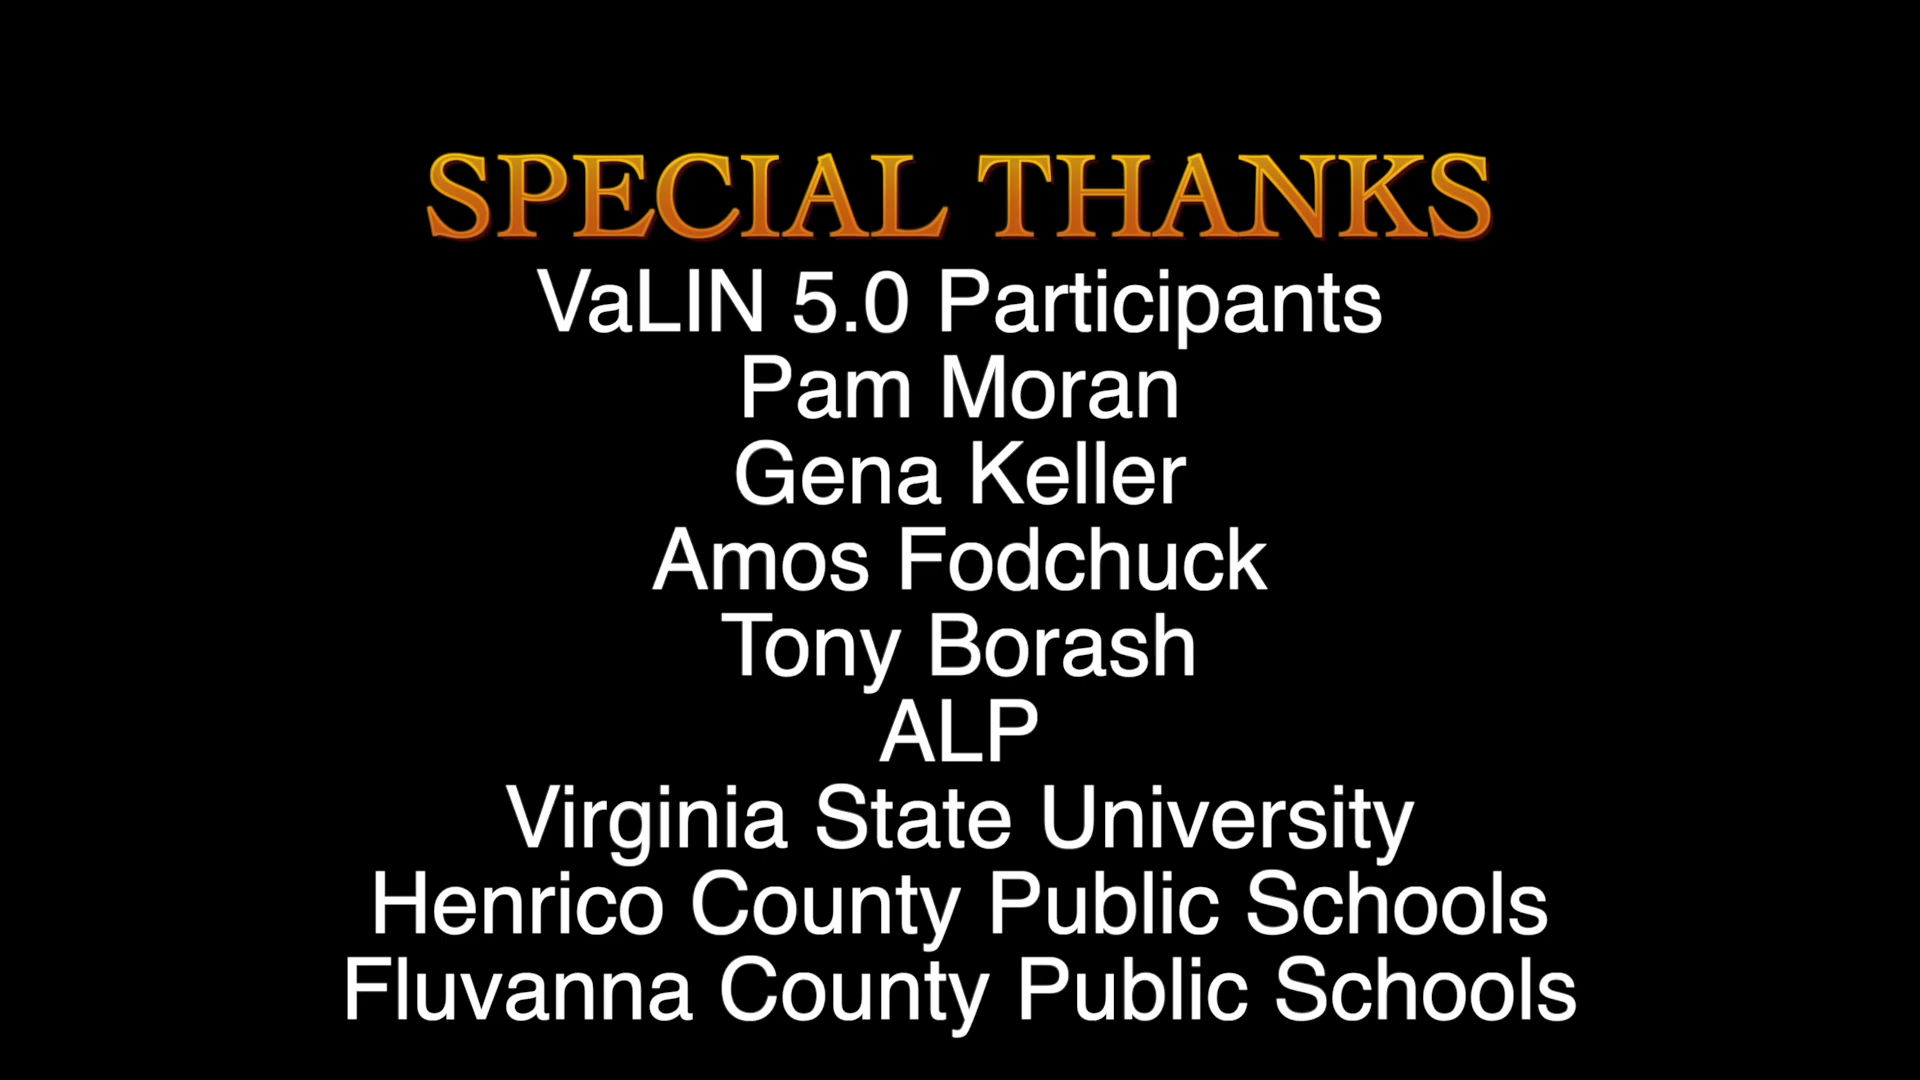 SPECIAL THANKS
VaLIN 5.0 Participants
Pam Moran
Gena Keller
Amos Fodchuck
Tony Borash
ALP
Virginia State University
Henrico County Public Schools
Fluvanna County Public Schools